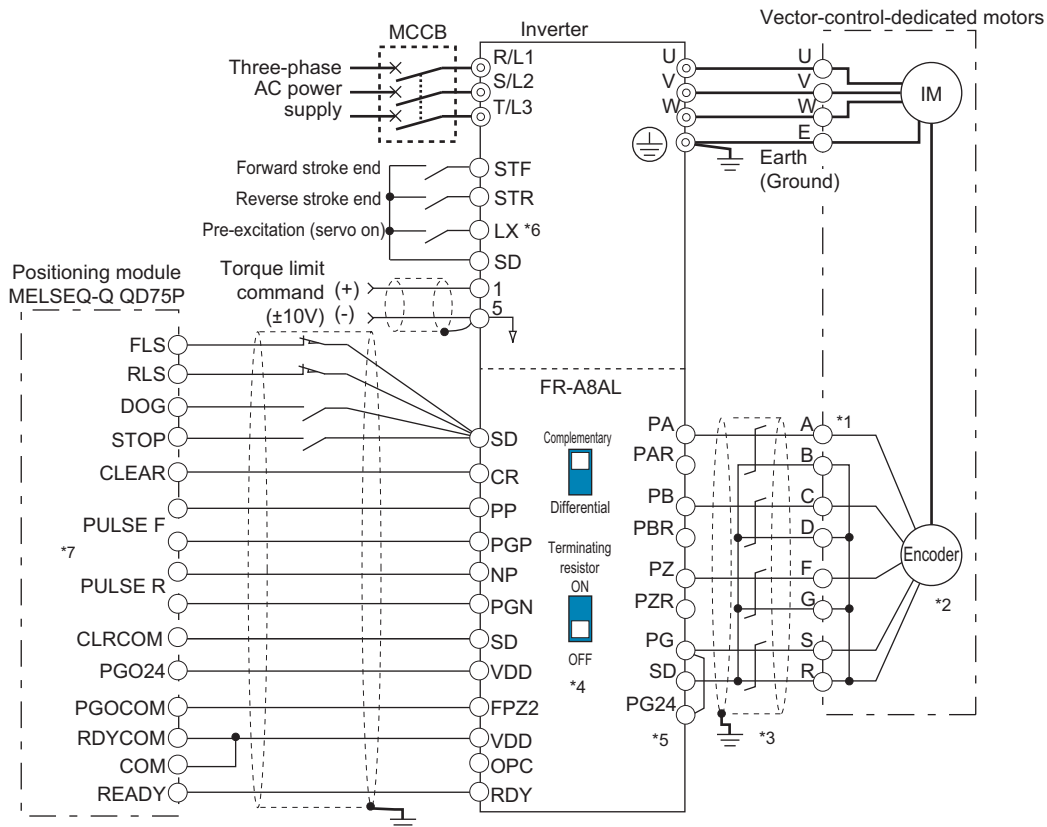 Vector-control-dedicated motors
MCCB
Inverter
Three-phase
AC power
supply
R/L1
S/L2
T/L3
U
V
W
U
V
W
E
IM
Earth
(Ground)
Forward stroke end
STF
Reverse stroke end
STR
Pre-excitation (servo on)
LX *6
SD
Positioning module
MELSEQ-Q QD75P
Torque limit
command
(±10V)
(+)
(-)
1
5
FLS
RLS
DOG
STOP
CLEAR
PULSE F
*7
PULSE R
CLRCOM
PGO24
PGOCOM
RDYCOM
COM
READY
FR-A8AL
SD
CR
PP
PGP
NP
PGN
SD
VDD
FPZ2
VDD
OPC
RDY
Complementary
Differential
Terminating
resistor
ON
OFF
*4
PA
PAR
PB
PBR
PZ
PZR
PG
SD
PG24
*5
*3
A
*1
B
C
D
F
G
S
R
Encoder
*2